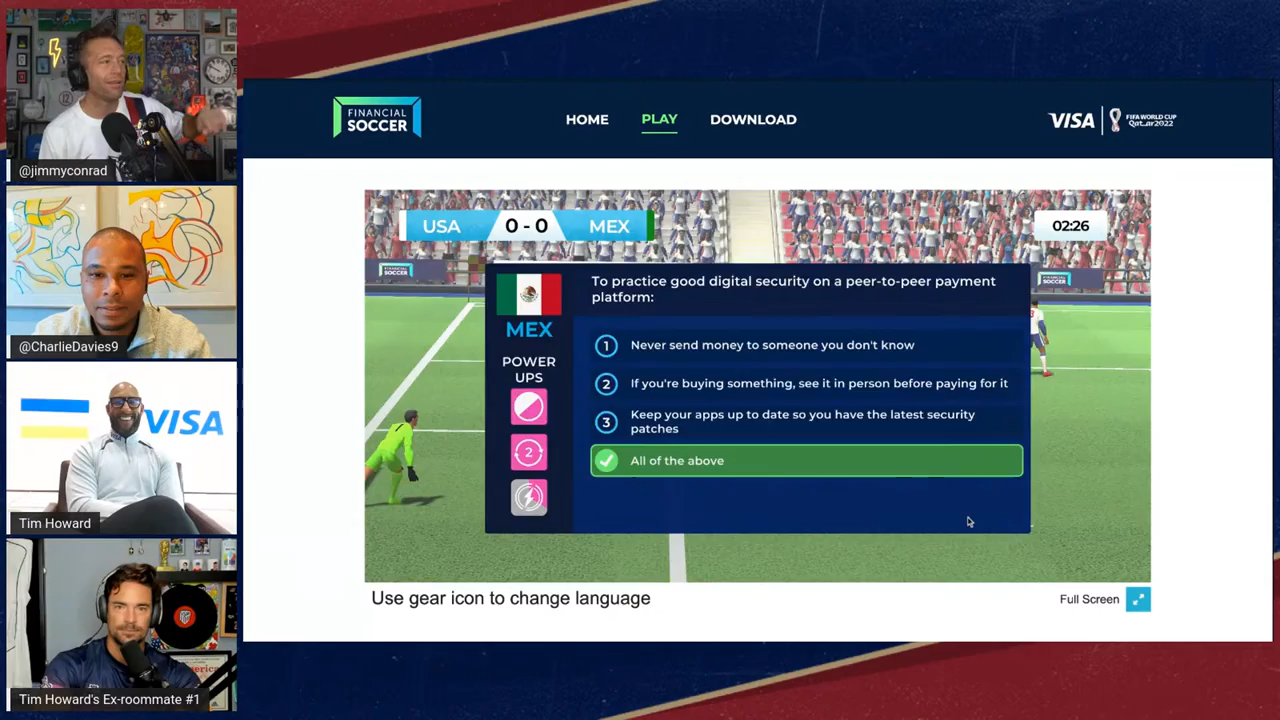 @jimmyconrad
@CharlieDavies9
VISA
Tim Howard
Tim Howard's Ex-roommate #1
FINANCIAL
SOCCER
HOME
PLAY
DOWNLOAD
VISA
FIFA WORLD CUP
Qatar2022
USA
0 - 0
MEX
02:26
FINANCIAL
SOCCER
MEX
POWER
UPS
2
To practice good digital security on a peer-to-peer payment
platform:
1 Never send money to someone you don't know
2 If you're buying something, see it in person before paying for it
3 Keep your apps up to date so you have the latest security
patches
All of the above
Use gear icon to change language
Full Screen